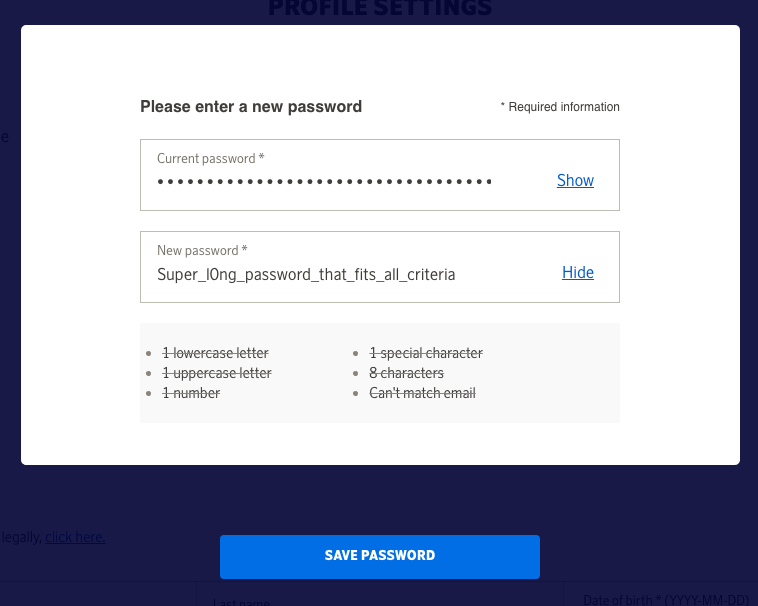 PROFILE SETTINGS
Please enter a new password
* Required information
e
Current password *
Show
New password *
Super_l0ng_password_that_fits_all_criteria
Hide
1 lowercase letter
1 uppercase letter
1 number
1 special character
8 characters
Can't match email
legally, click here.
SAVE PASSWORD
Last name
Date of birth * (YYYY-MM-DD)